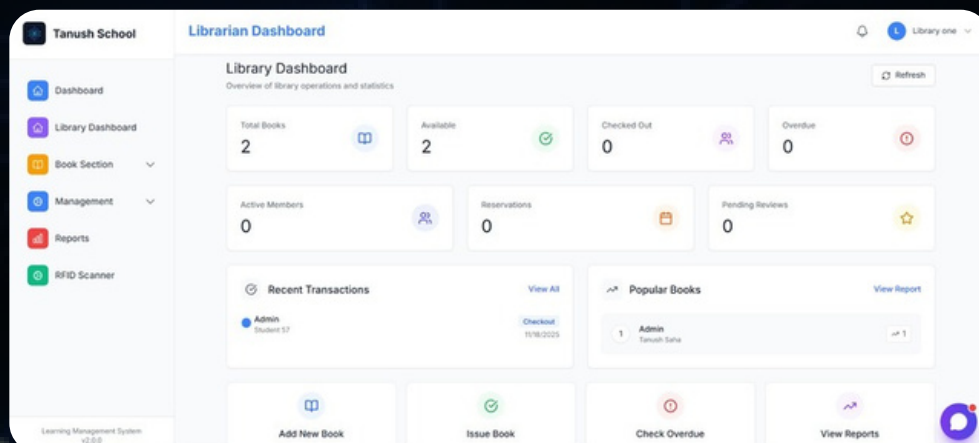 Tanush School
Librarian Dashboard
L
Library one
Dashboard
Library Dashboard
Book Section
Management
Reports
RFID Scanner
Learning Management System
v2.0.0
Library Dashboard
Overview of library operations and statistics
Refresh
Total Books
2
Available
2
Checked Out
0
Overdue
0
Active Members
0
Reservations
0
Pending Reviews
0
Recent Transactions
View All
Admin
Student 57
Checkout
11/18/2025
Popular Books
View Report
1
Admin
Tanush Saha
1
Add New Book
Issue Book
Check Overdue
View Reports